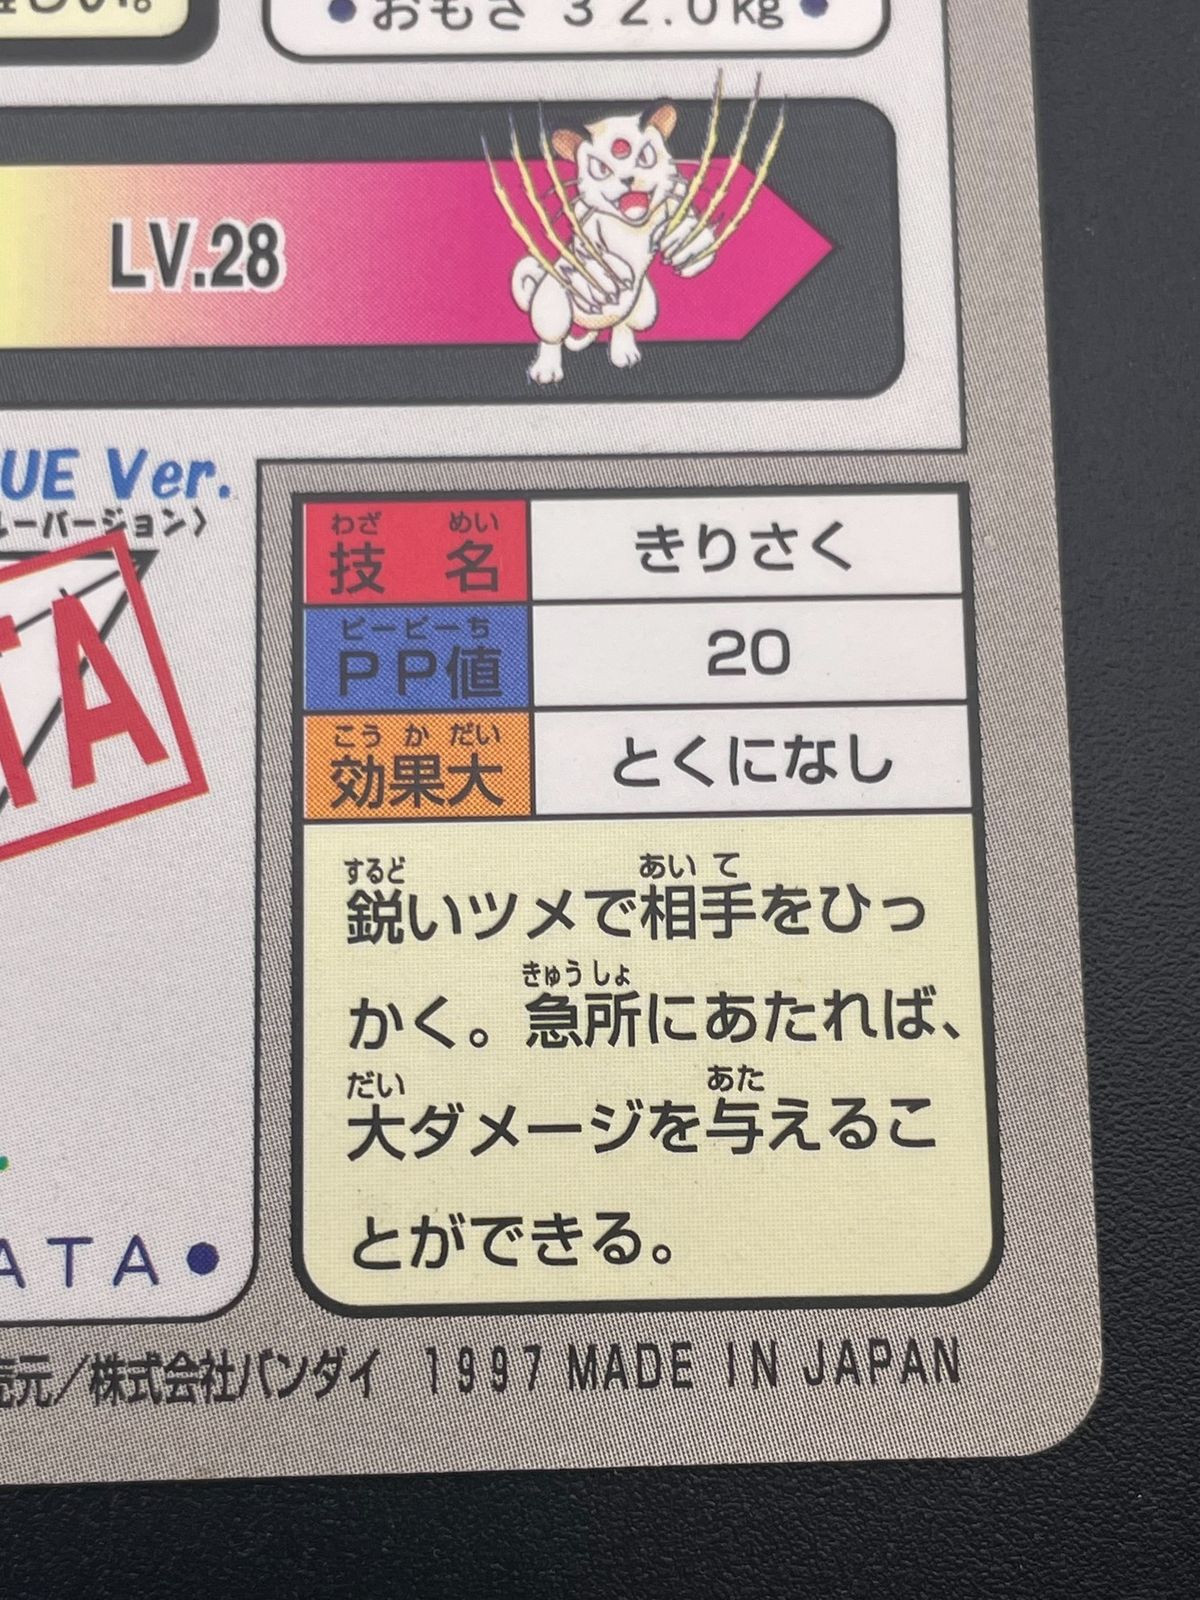 おもさ 32.0kg
LV.28
UE Ver.
ーバージョン〉
TA
わざ めい
技名
きりさく
ピーピーち
PP値
20
こうかだい
効果大
とくになし
するど あいて
鋭いツメで相手をひっ
きゅうしょ
かく。急所にあたれば、
だい あた
大ダメージを与えるこ
とができる。
ATA
売元/株式会社バンダイ 1997 MADE IN JAPAN